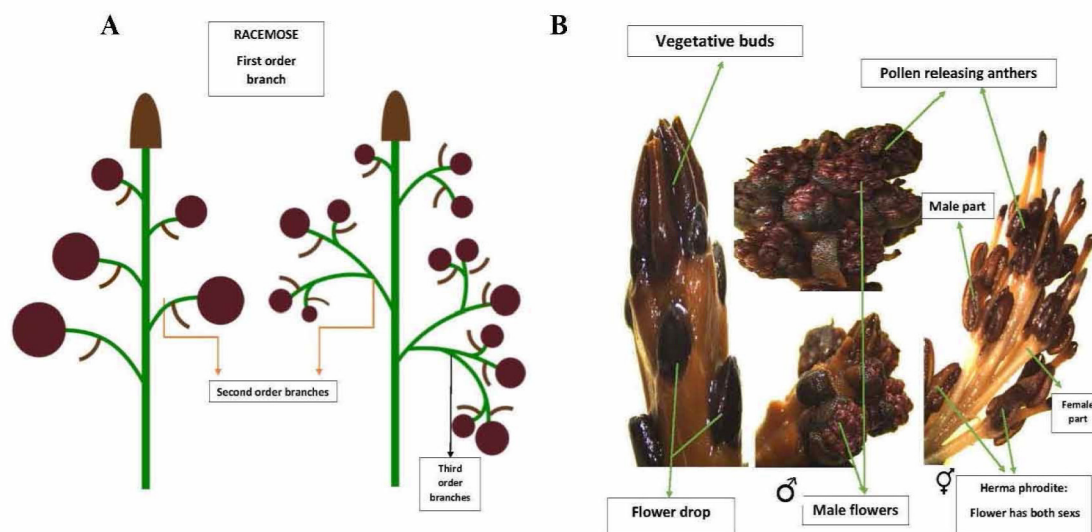 A
RACEMOSE
First order
branch
Second order branches
Third
order
branches
B
Vegetative buds
Pollen releasing anthers
Male part
Female
part
Flower drop
♂
Male flowers
⚥
Herma phrodite:
Flower has both sexs